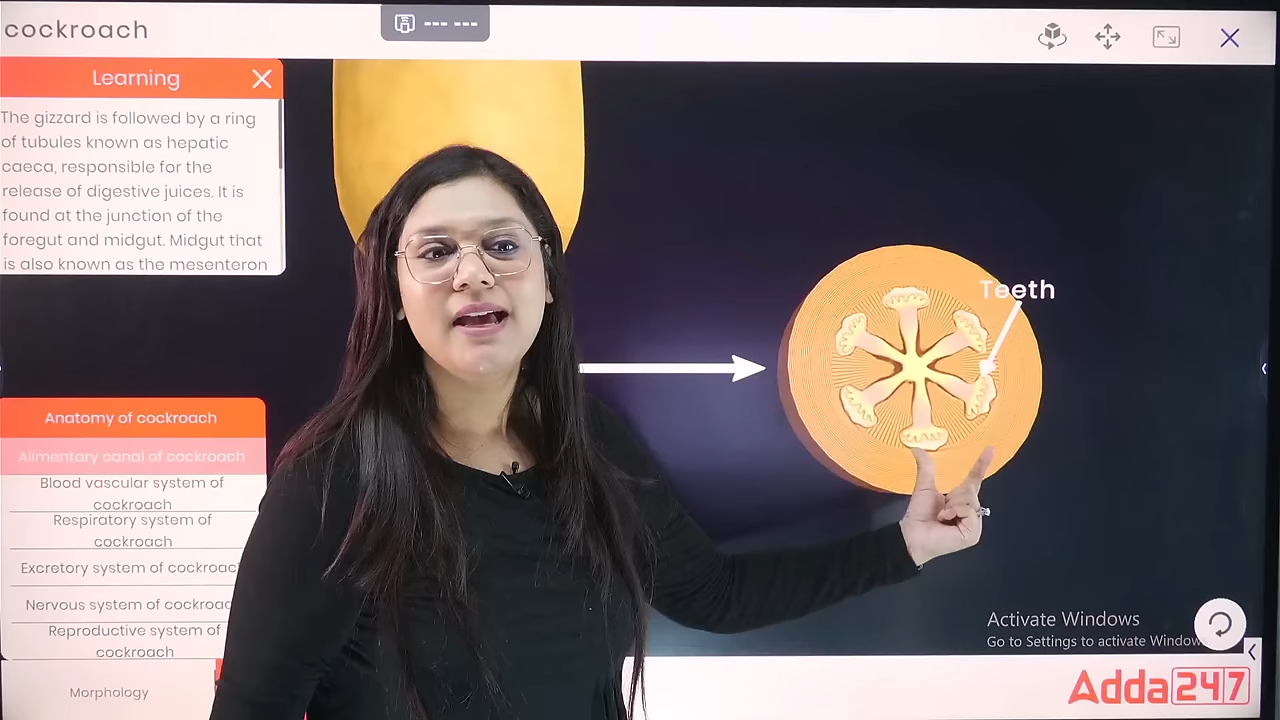 cockroach
Learning
The gizzard is followed by a ring
of tubules known as hepatic
caeca, responsible for the
release of digestive juices. It is
found at the junction of the
foregut and midgut. Midgut that
is also known as the mesenteron
Teeth
Anatomy of cockroach
Alimentary canal of cockroach
Blood vascular system of
cockroach
Respiratory system of
cockroach
Excretory system of cockroac
Nervous system of cockroac
Reproductive system of
cockroach
Morphology
Activate Windows
Go to Settings to activate Window
Adda247